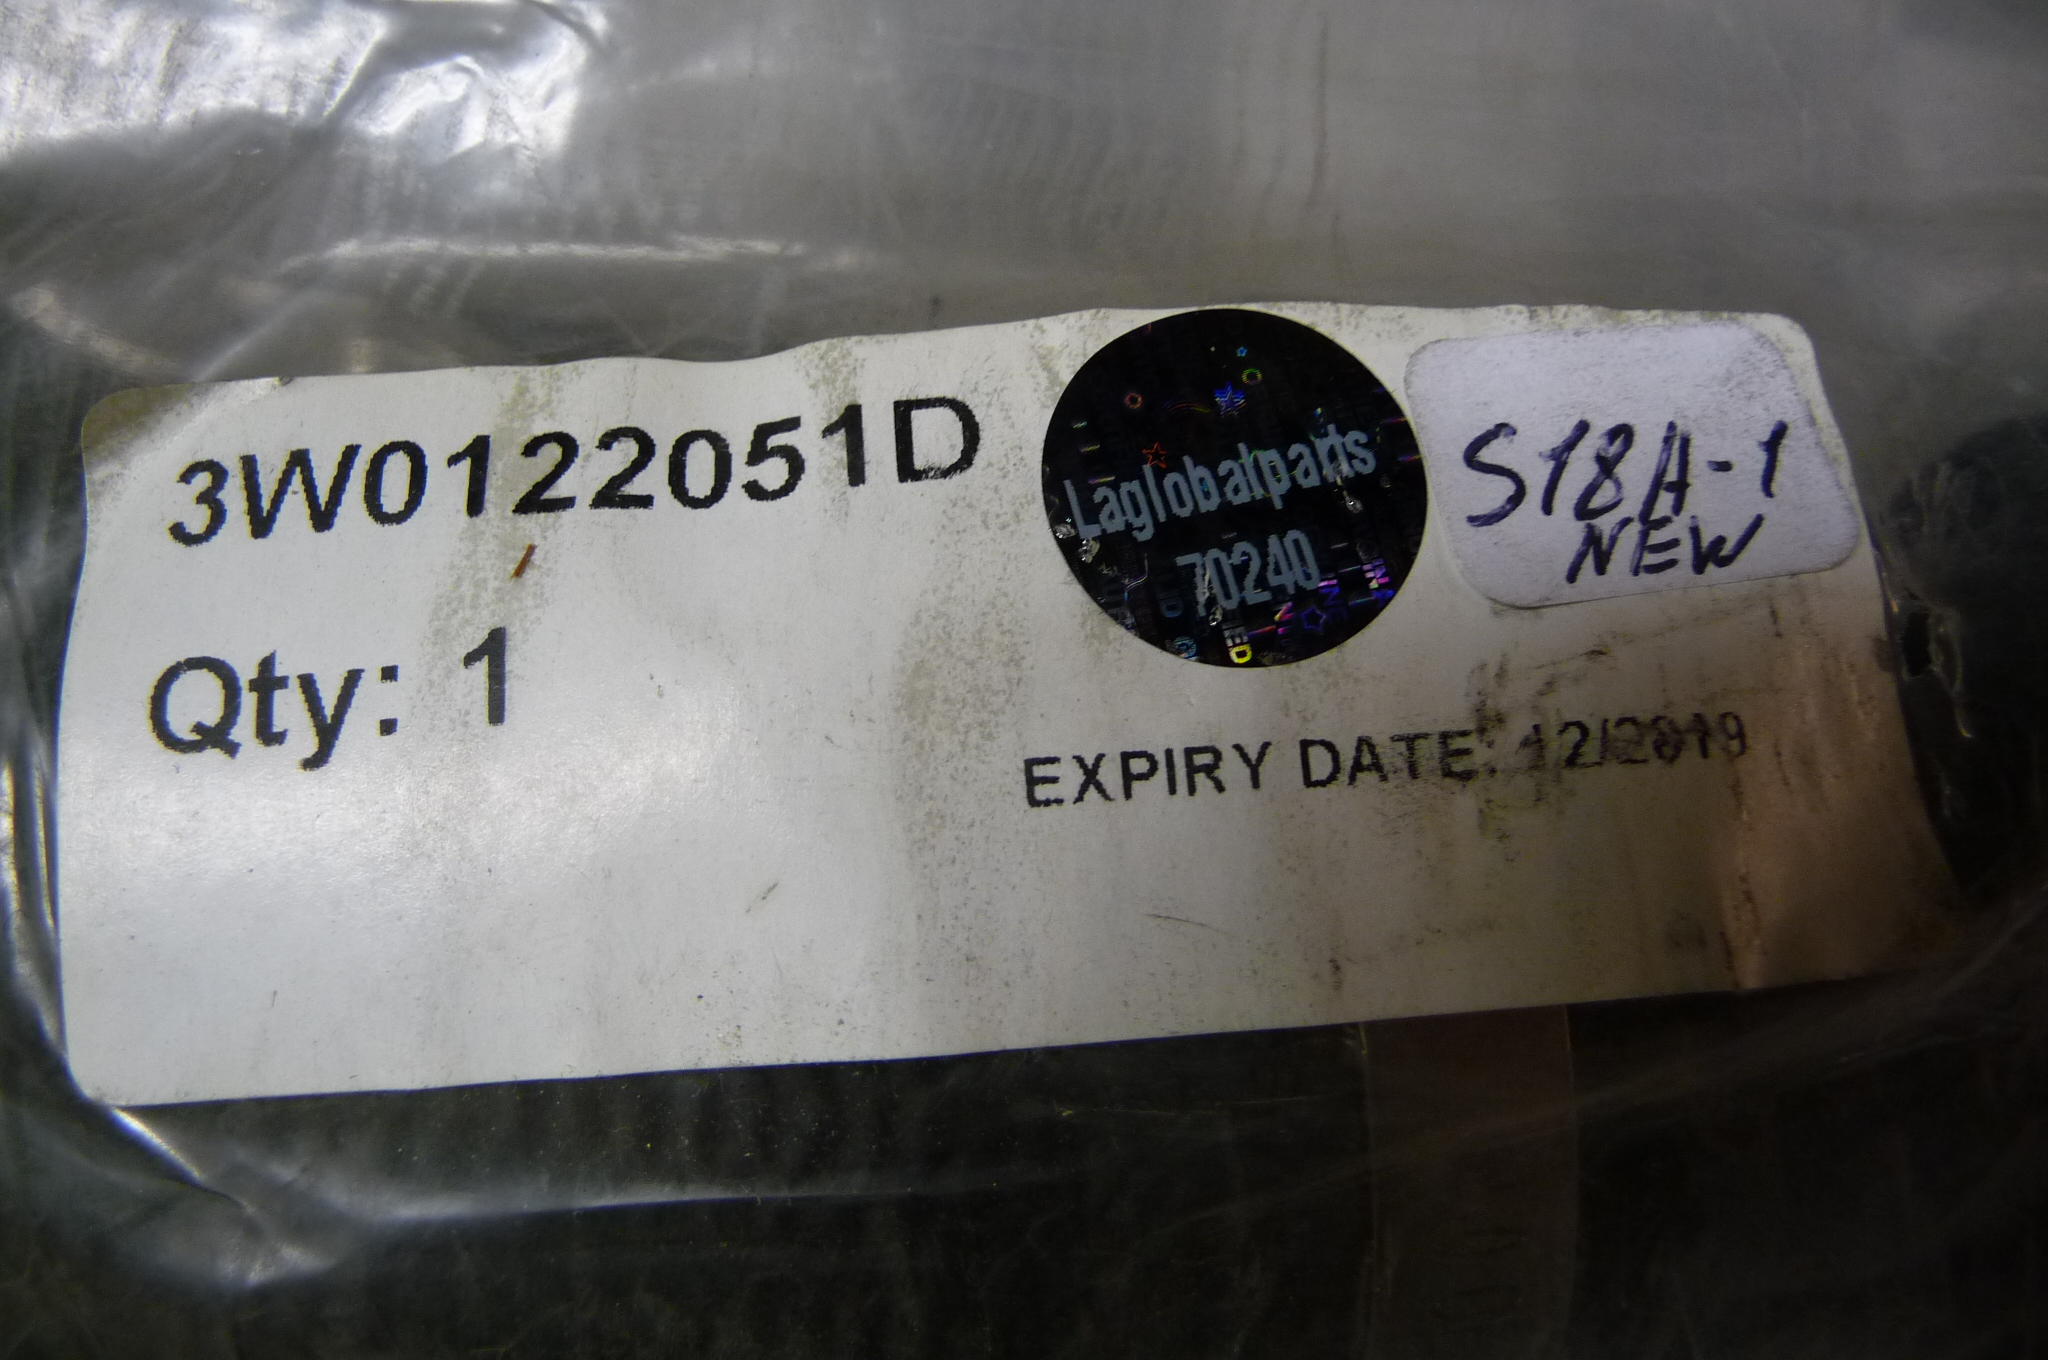 3W0122051D
Qty: 1
Laglobalparts
70240
S18A-1
NEW
EXPIRY DATE: 12/2019